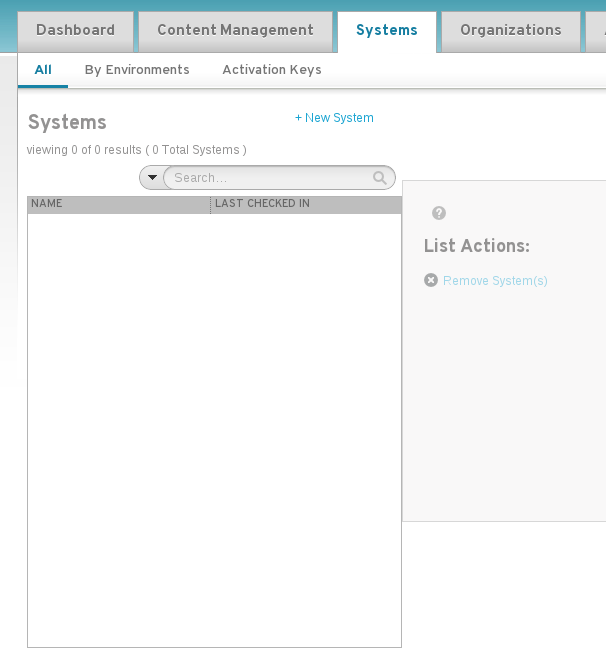 Dashboard Content Management Systems Organizations
All By Environments Activation Keys
Systems + New System
viewing 0 of 0 results ( 0 Total Systems )
Search...
NAME LAST CHECKED IN
?
List Actions:
Remove System(s)